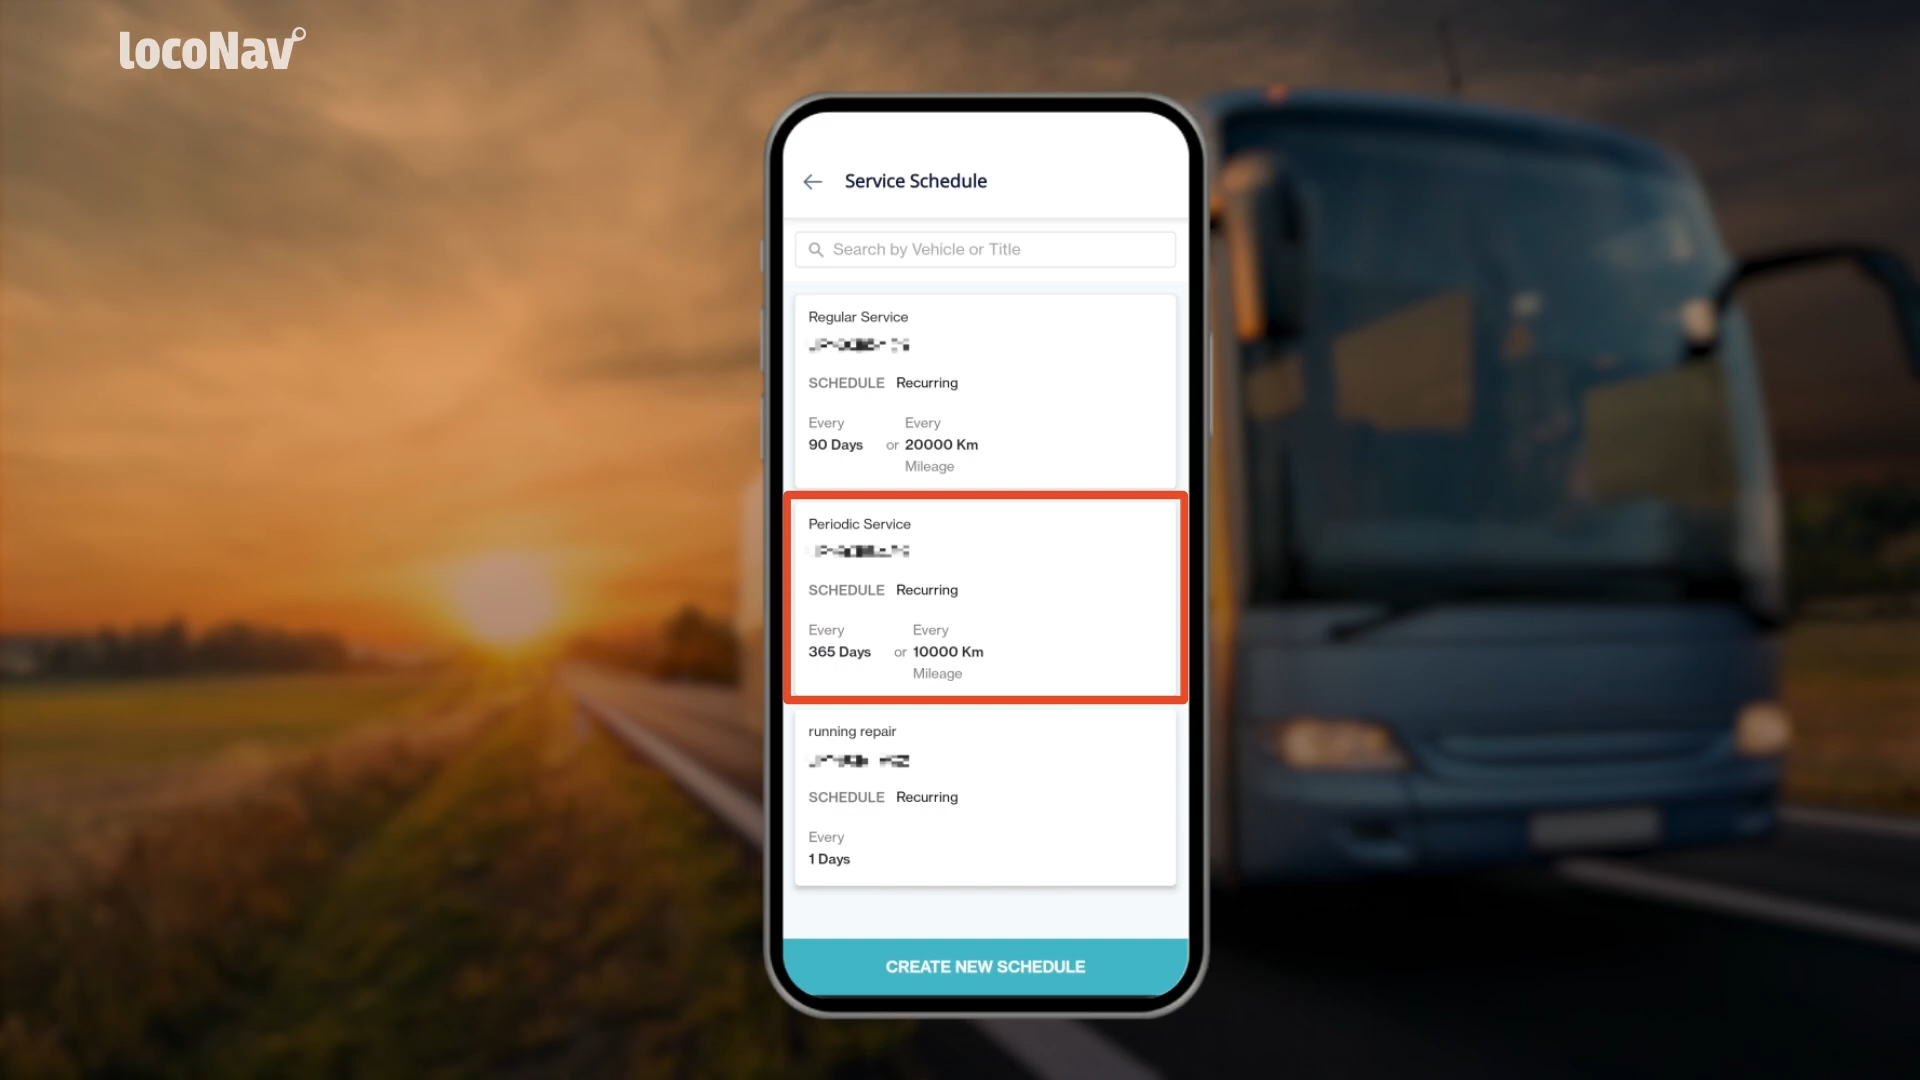 locoNav
Service Schedule
Search by Vehicle or Title
Regular Service
SCHEDULE Recurring
Every Every
90 Days or 20000 Km
Mileage
Periodic Service
SCHEDULE Recurring
Every Every
365 Days or 10000 Km
Mileage
running repair
SCHEDULE Recurring
Every
1 Days
CREATE NEW SCHEDULE